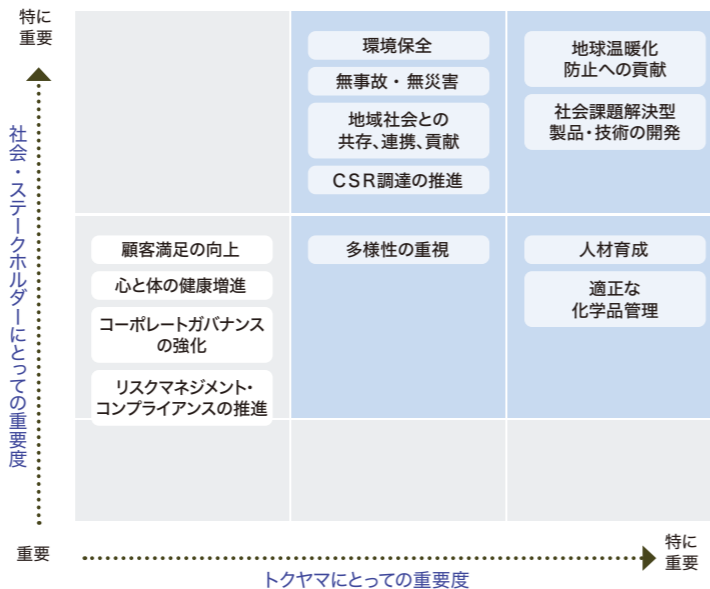 特に
重要
社会・ステークホルダーにとっての重要度
環境保全
無事故・無災害
地域社会との
共存、連携、貢献
CSR調達の推進
地球温暖化
防止への貢献
社会課題解決型
製品・技術の開発
顧客満足の向上
心と体の健康増進
コーポレートガバナンス
の強化
リスクマネジメント・
コンプライアンスの推進
多様性の重視
人材育成
適正な
化学品管理
重要
特に
重要
トクヤマにとっての重要度